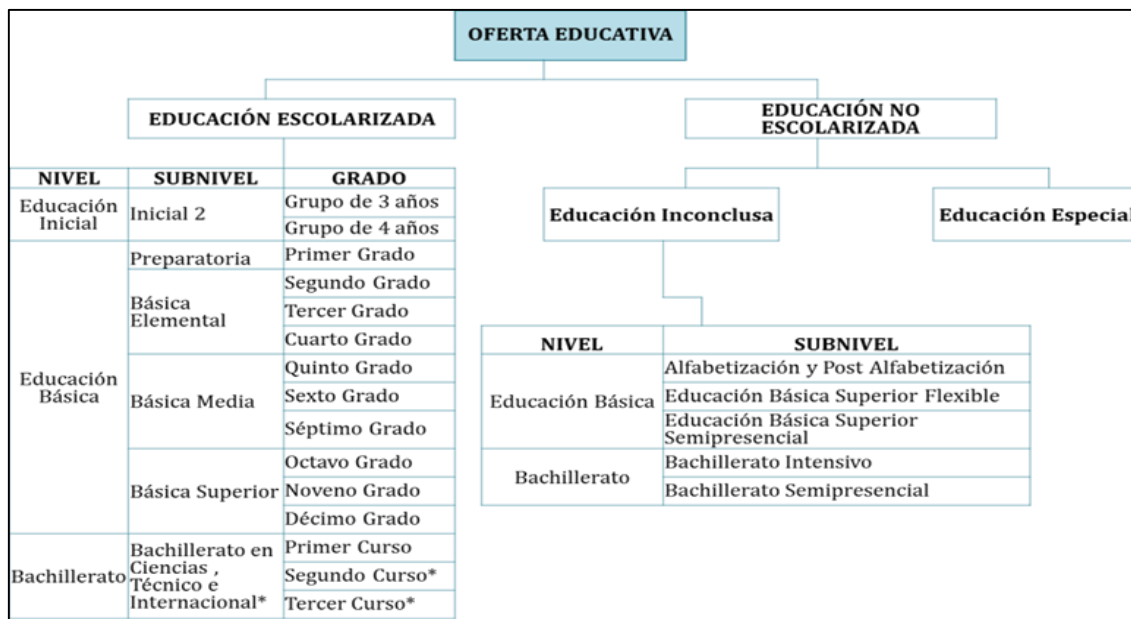 OFERTA EDUCATIVA
EDUCACIÓN ESCOLARIZADA
EDUCACIÓN NO
ESCOLARIZADA
NIVEL
SUBNIVEL
GRADO
Educación
Inicial
Inicial 2
Grupo de 3 años
Grupo de 4 años
Educación
Básica
Preparatoria
Primer Grado
Básica
Elemental
Segundo Grado
Tercer Grado
Cuarto Grado
Básica Media
Quinto Grado
Sexto Grado
Séptimo Grado
Básica Superior
Octavo Grado
Noveno Grado
Décimo Grado
Bachillerato
Bachillerato en
Ciencias ,
Técnico e
Internacional*
Primer Curso
Segundo Curso*
Tercer Curso*
Educación Inconclusa
Educación Especial
NIVEL
SUBNIVEL
Educación Básica
Alfabetización y Post Alfabetización
Educación Básica Superior Flexible
Educación Básica Superior
Semipresencial
Bachillerato
Bachillerato Intensivo
Bachillerato Semipresencial